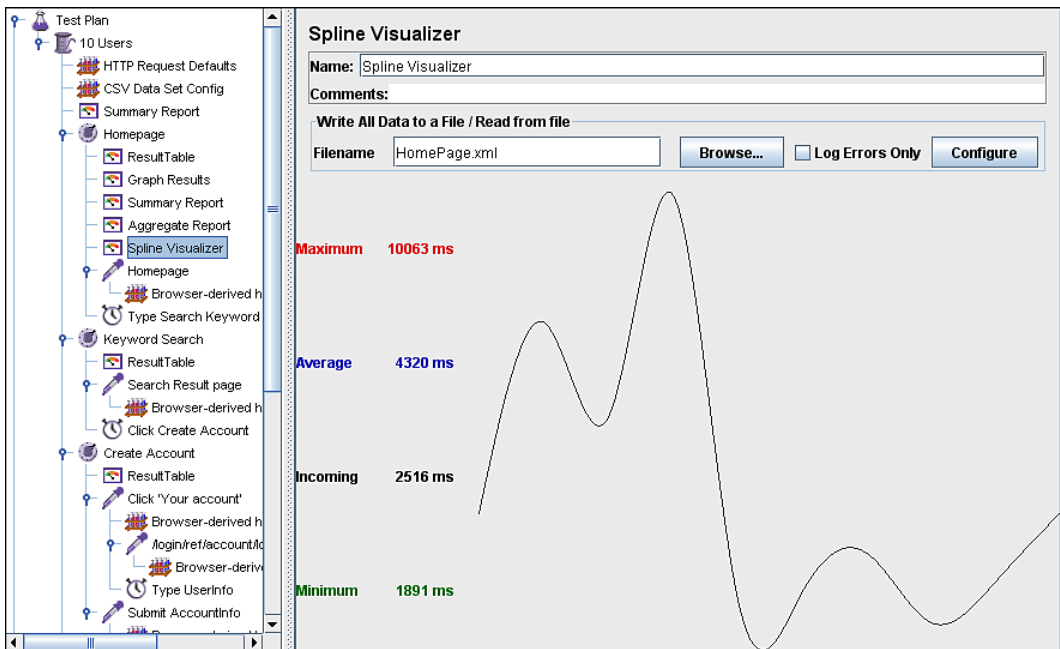 Test Plan
10 Users
HTTP Request Defaults
CSV Data Set Config
Summary Report
Homepage
ResultTable
Graph Results
Summary Report
Aggregate Report
Spline Visualizer
Homepage
Browser-derived h
Type Search Keyword
Keyword Search
ResultTable
Search Result page
Browser-derived h
Click Create Account
Create Account
ResultTable
Click 'Your account'
Browser-derived h
/login/ref/account/lo
Browser-deriv
Type UserInfo
Submit AccountInfo
Spline Visualizer
Name: Spline Visualizer
Comments:
Write All Data to a File / Read from file
Filename HomePage.xml Browse... Log Errors Only Configure
Maximum 10063 ms
Average 4320 ms
Incoming 2516 ms
Minimum 1891 ms